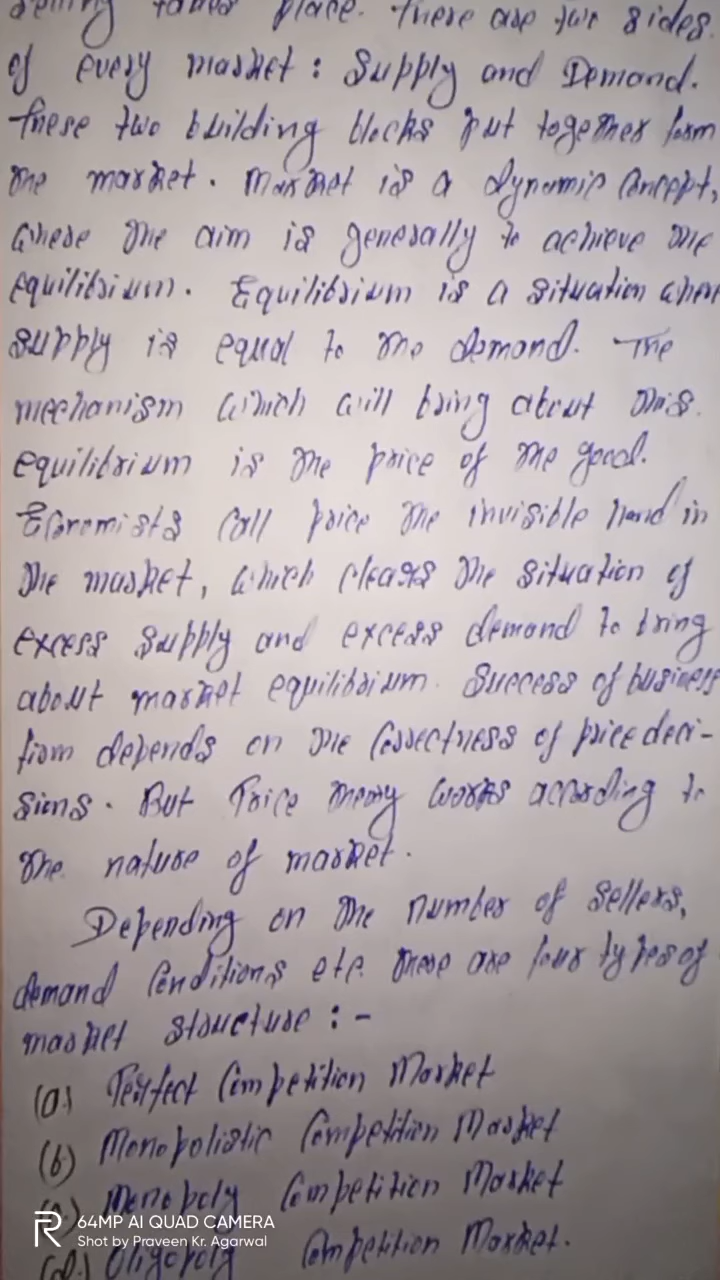 selling takes place. There are two sides
of every market : Supply and Demand.
These two building blocks put together form
the market. Market is a dynamic concept,
where the aim is generally to achieve the
equilibrium. Equilibrium is a situation when
supply is equal to the demand. The
mechanism which will bring about this
equilibrium is the price of the good.
Economists call price the invisible hand in
the market, which clears the situation of
excess supply and excess demand to bring
about market equilibrium. Success of business
firm depends on the correctness of price deci-
sions. But Price theory works according to
the nature of market.
Depending on the number of sellers,
demand conditions etc. there are four types of
market structure :-
(a) Perfect Competition Market
(b) Monopolistic Competition Market
(c) Monopoly Competition Market
(d) Oligopoly Competition Market.
64MP AI QUAD CAMERA
Shot by Praveen Kr. Agarwal